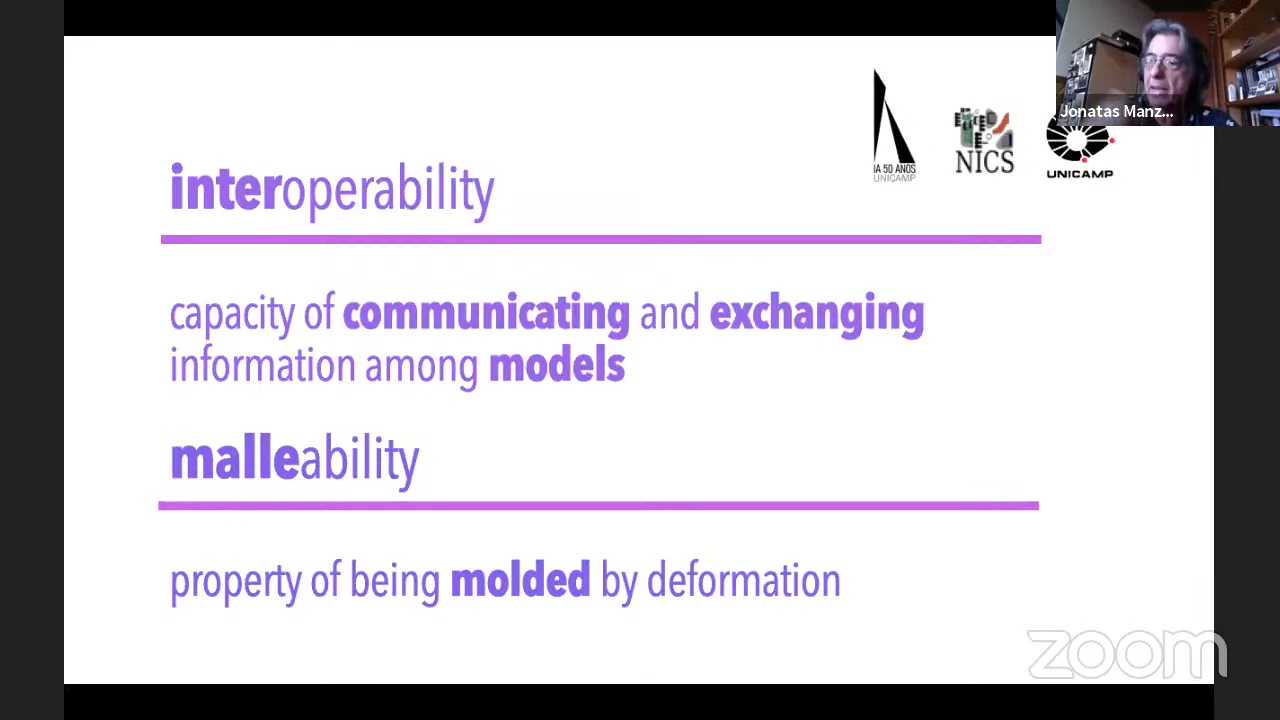 Jonatas Manz...
IA 50 ANOS
UNICAMP
NICS
UNICAMP
interoperability
capacity of communicating and exchanging
information among models
malleability
property of being molded by deformation
zoom